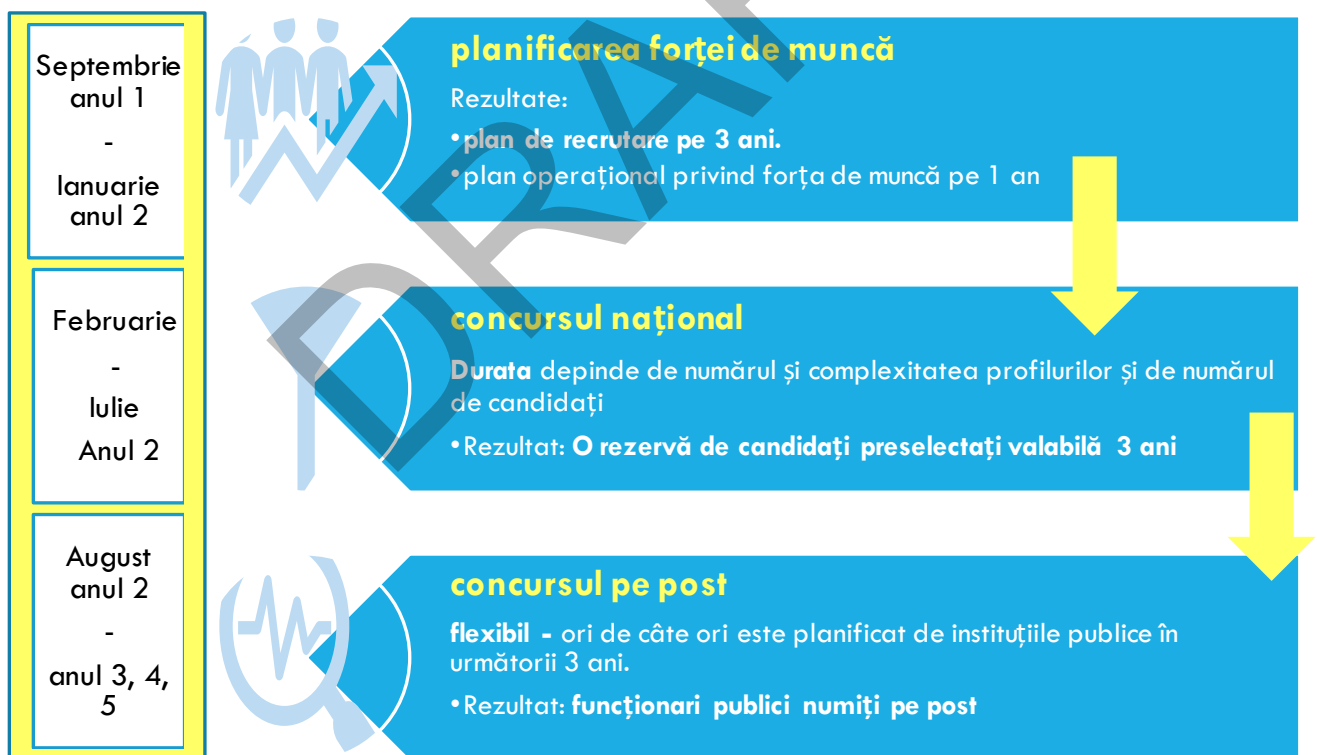 Septembrie
anul 1
-
Ianuarie
anul 2
planificarea forței de muncă
Rezultate:
•plan de recrutare pe 3 ani.
•plan operațional privind forța de muncă pe 1 an
Februarie
-
Iulie
Anul 2
concursul național
Durata depinde de numărul și complexitatea profilurilor și de numărul
de candidați
•Rezultat: O rezervă de candidați preselectați valabilă 3 ani
August
anul 2
-
anul 3, 4,
5
concursul pe post
flexibil - ori de câte ori este planificat de instituțiile publice în
următorii 3 ani.
•Rezultat: funcționari publici numiți pe post